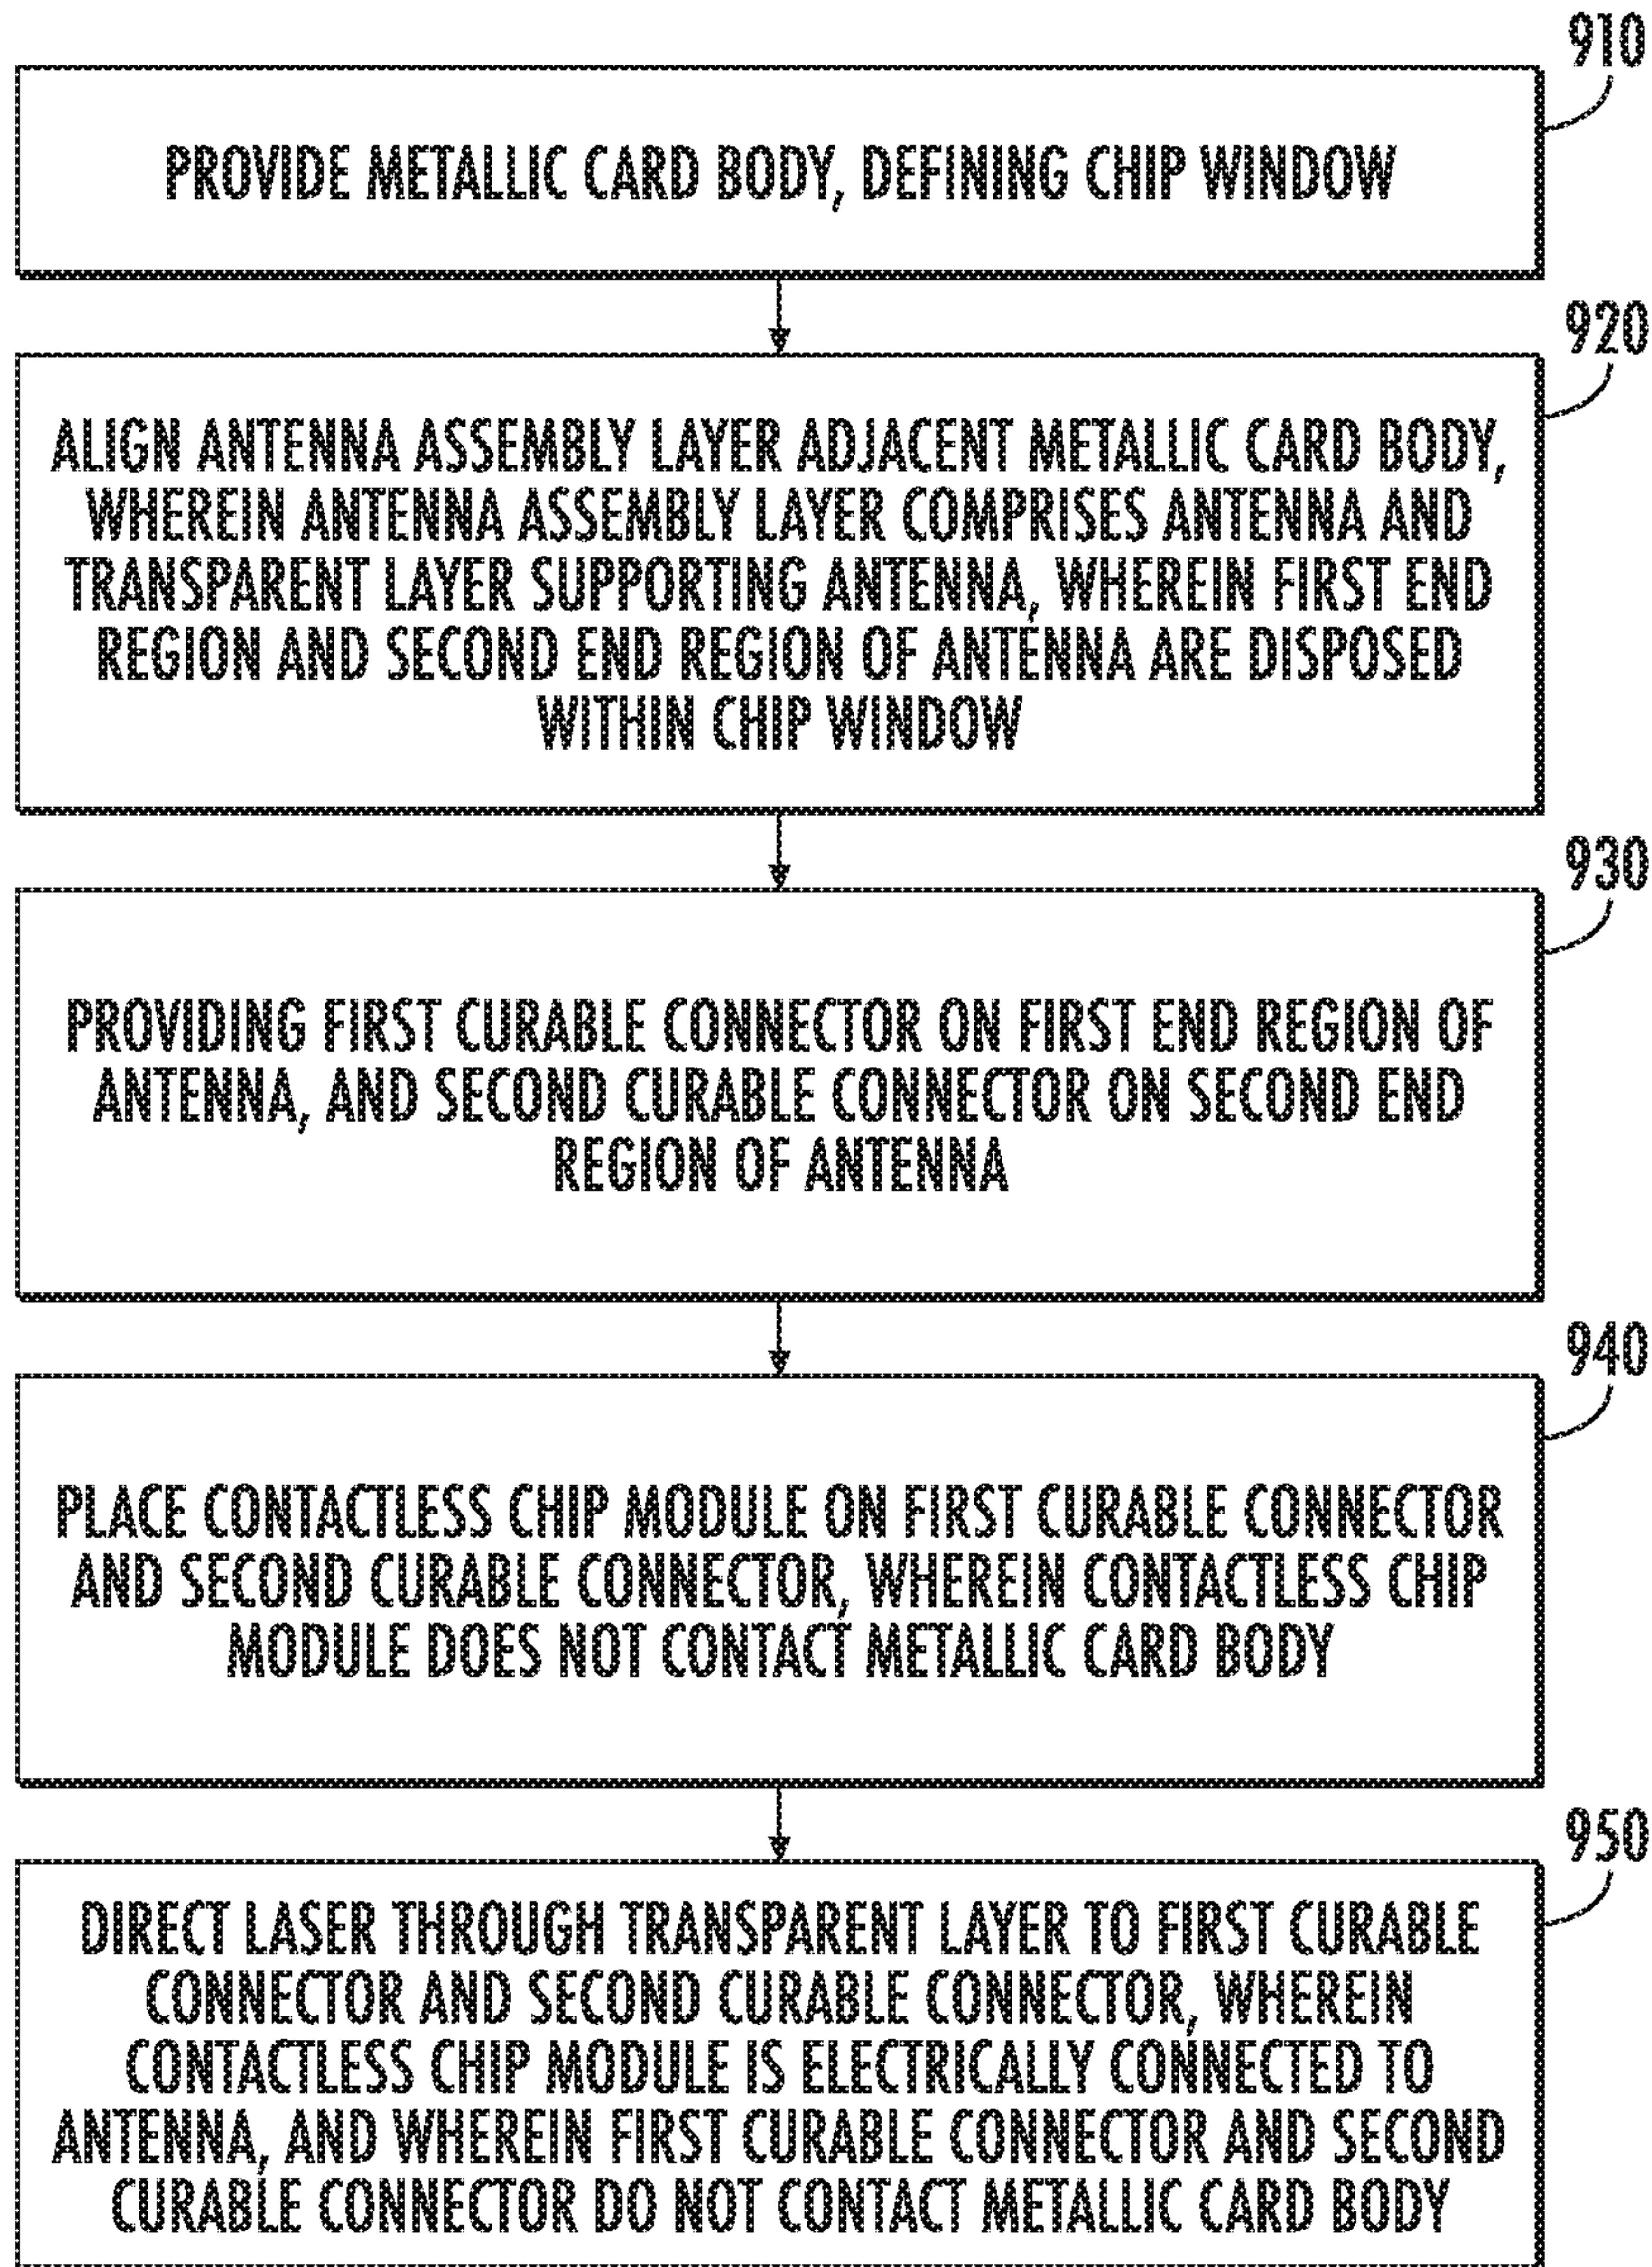 910
PROVIDE METALLIC CARD BODY, DEFINING CHIP WINDOW
920
ALIGN ANTENNA ASSEMBLY LAYER ADJACENT METALLIC CARD BODY,
WHEREIN ANTENNA ASSEMBLY LAYER COMPRISES ANTENNA AND
TRANSPARENT LAYER SUPPORTING ANTENNA, WHEREIN FIRST END
REGION AND SECOND END REGION OF ANTENNA ARE DISPOSED
WITHIN CHIP WINDOW
930
PROVIDING FIRST CURABLE CONNECTOR ON FIRST END REGION OF
ANTENNA, AND SECOND CURABLE CONNECTOR ON SECOND END
REGION OF ANTENNA
940
PLACE CONTACTLESS CHIP MODULE ON FIRST CURABLE CONNECTOR
AND SECOND CURABLE CONNECTOR, WHEREIN CONTACTLESS CHIP
MODULE DOES NOT CONTACT METALLIC CARD BODY
950
DIRECT LASER THROUGH TRANSPARENT LAYER TO FIRST CURABLE
CONNECTOR AND SECOND CURABLE CONNECTOR, WHEREIN
CONTACTLESS CHIP MODULE IS ELECTRICALLY CONNECTED TO
ANTENNA, AND WHEREIN FIRST CURABLE CONNECTOR AND SECOND
CURABLE CONNECTOR DO NOT CONTACT METALLIC CARD BODY